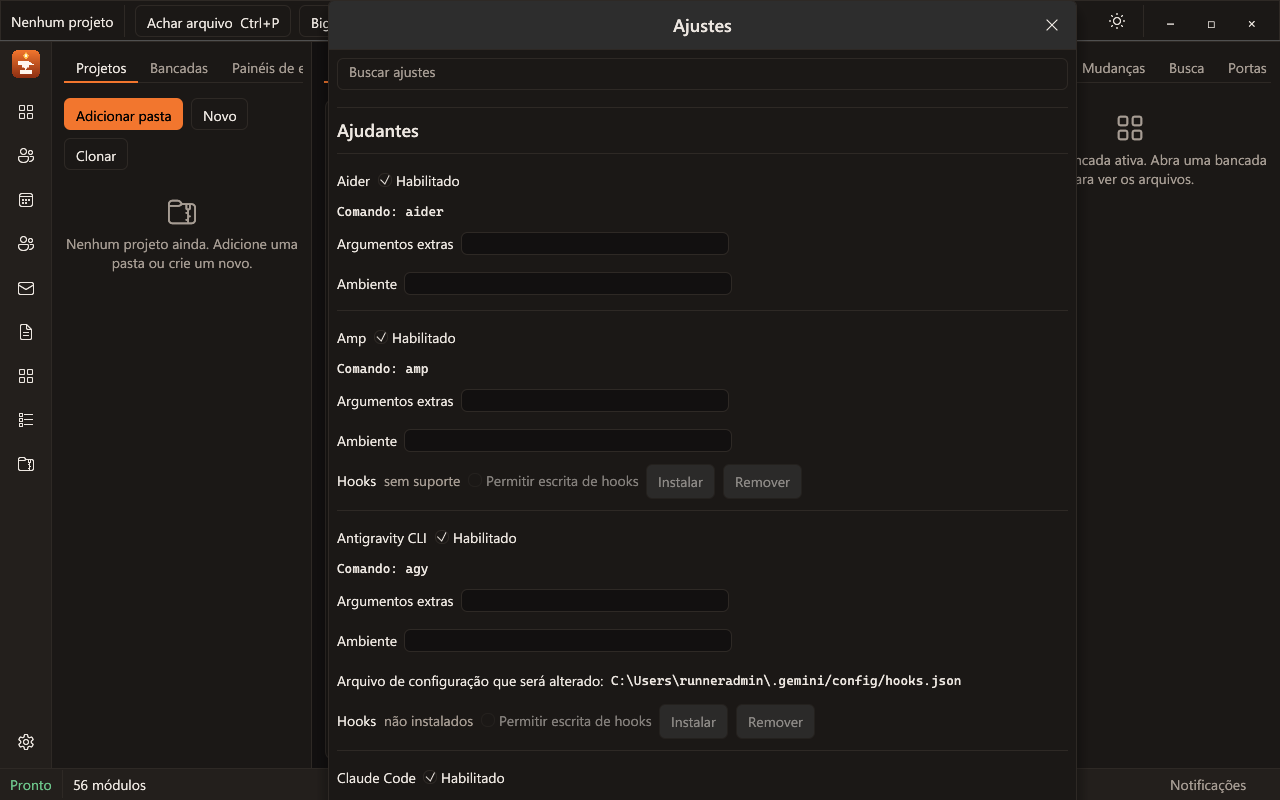 Nenhum projeto
Achar arquivo Ctrl+P
Big
Ajustes
Projetos
Bancadas
Painéis de e
Mudanças
Busca
Portas
Adicionar pasta
Novo
Clonar
Nenhum projeto ainda. Adicione uma
pasta ou crie um novo.
Buscar ajustes
Ajudantes
Aider Habilitado
Comando: aider
Argumentos extras
Ambiente
Amp Habilitado
Comando: amp
Argumentos extras
Ambiente
Hooks sem suporte Permitir escrita de hooks Instalar Remover
Antigravity CLI Habilitado
Comando: agy
Argumentos extras
Ambiente
Arquivo de configuração que será alterado: C:\Users\runneradmin\.gemini/config/hooks.json
Hooks não instalados Permitir escrita de hooks Instalar Remover
Claude Code Habilitado
ncada ativa. Abra uma bancada
ara ver os arquivos.
Pronto
56 módulos
Notificações